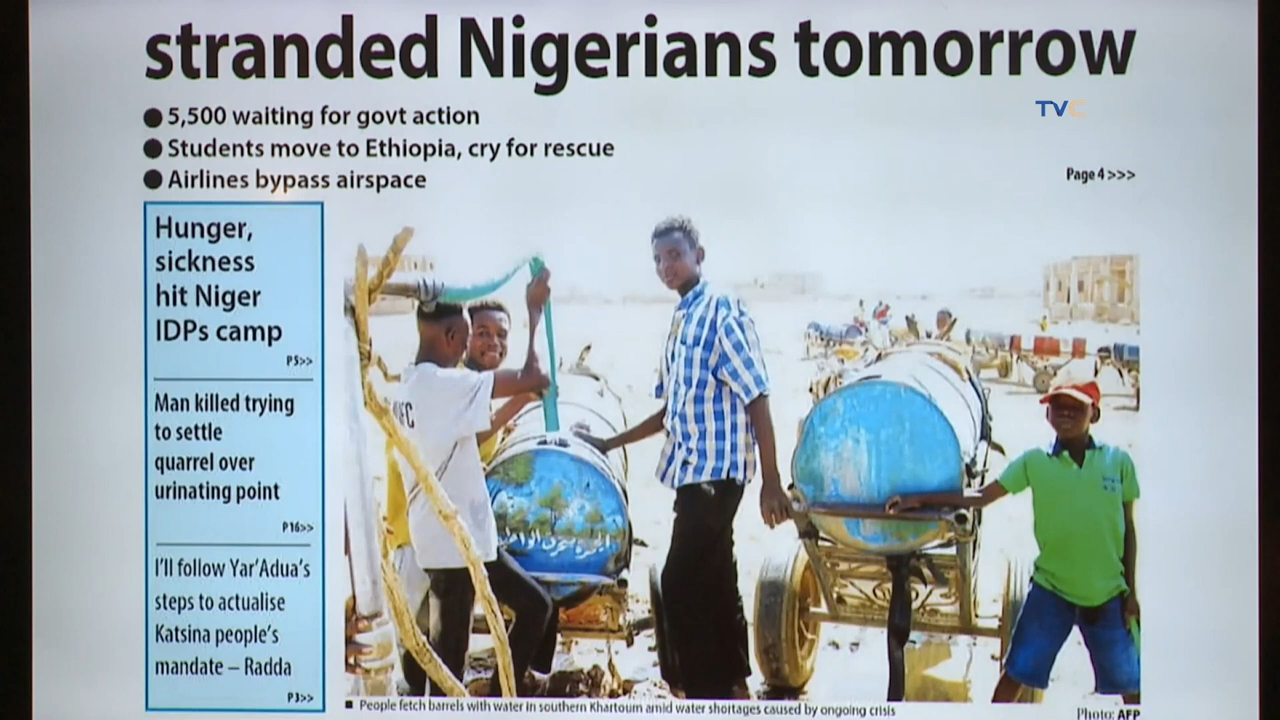 stranded Nigerians tomorrow
● 5,500 waiting for govt action
● Students move to Ethiopia, cry for rescue
● Airlines bypass airspace
TVC
Page 4 >>>
Hunger,
sickness
hit Niger
IDPs camp
P5>>
Man killed trying
to settle
quarrel over
urinating point
P16>>
I'll follow Yar'Adua's
steps to actualise
Katsina people's
mandate – Radda
P3>>
■ People fetch barrels with water in southern Khartoum amid water shortages caused by ongoing crisis
Photo: AFP